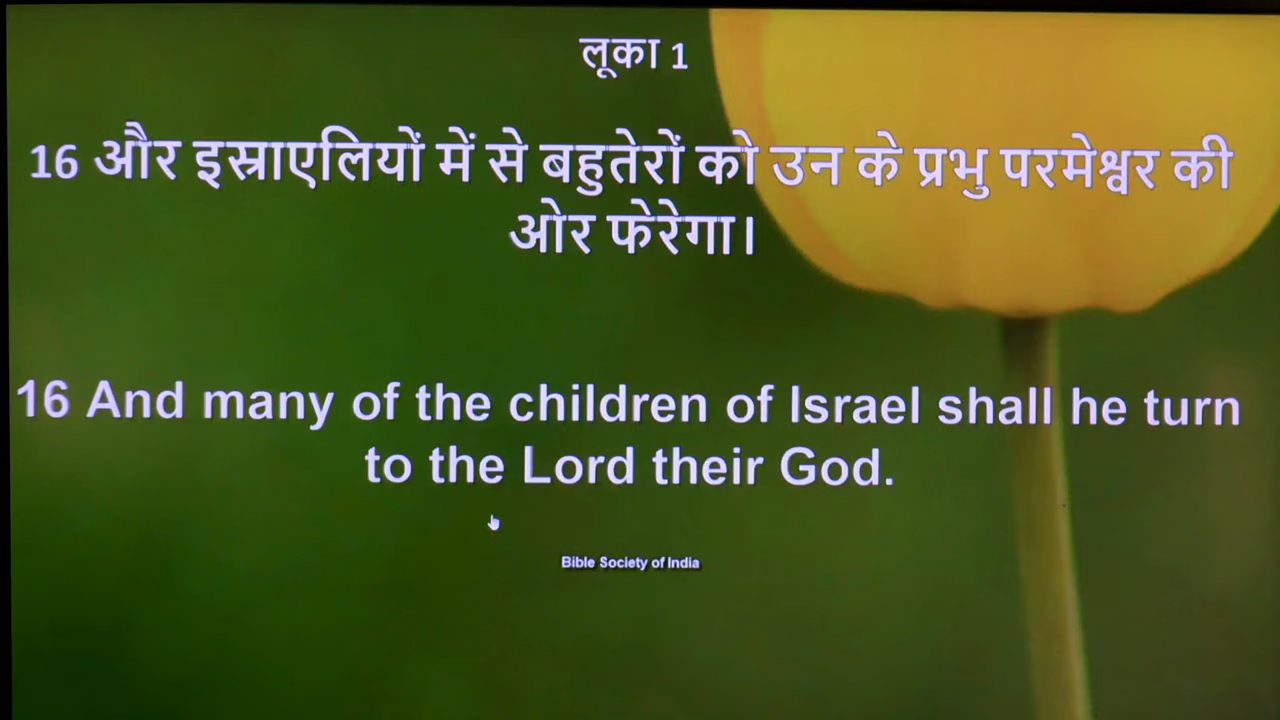 लूका 1
16 और इस्राएलियों में से बहुतेरों को उन के प्रभु परमेश्वर की
ओर फेरेगा।
16 And many of the children of Israel shall he turn
to the Lord their God.
Bible Society of India